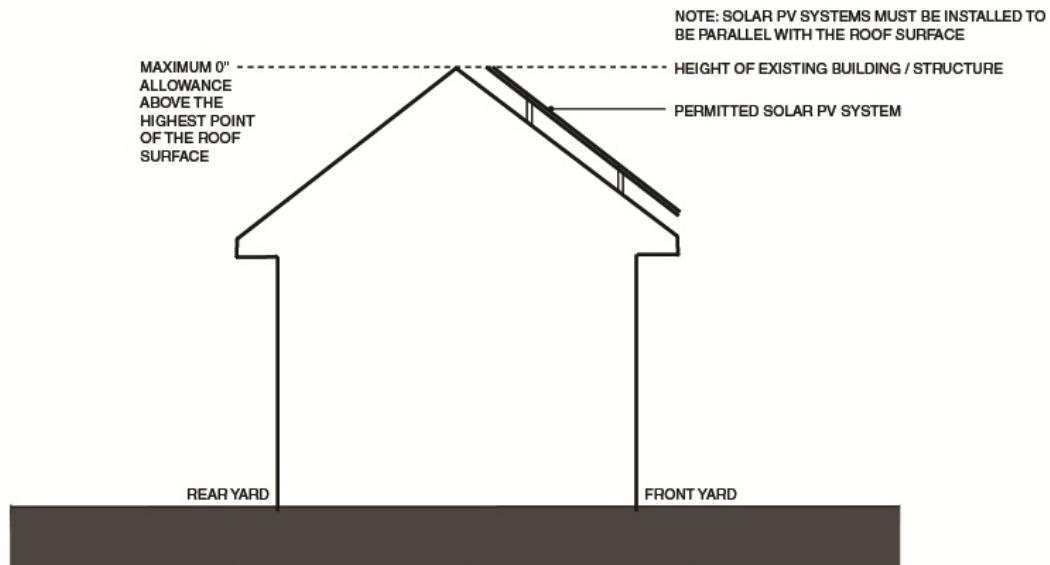 NOTE: SOLAR PV SYSTEMS MUST BE INSTALLED TO
BE PARALLEL WITH THE ROOF SURFACE
MAXIMUM 0"
ALLOWANCE
ABOVE THE
HIGHEST POINT
OF THE ROOF
SURFACE
HEIGHT OF EXISTING BUILDING / STRUCTURE
PERMITTED SOLAR PV SYSTEM
REAR YARD
FRONT YARD